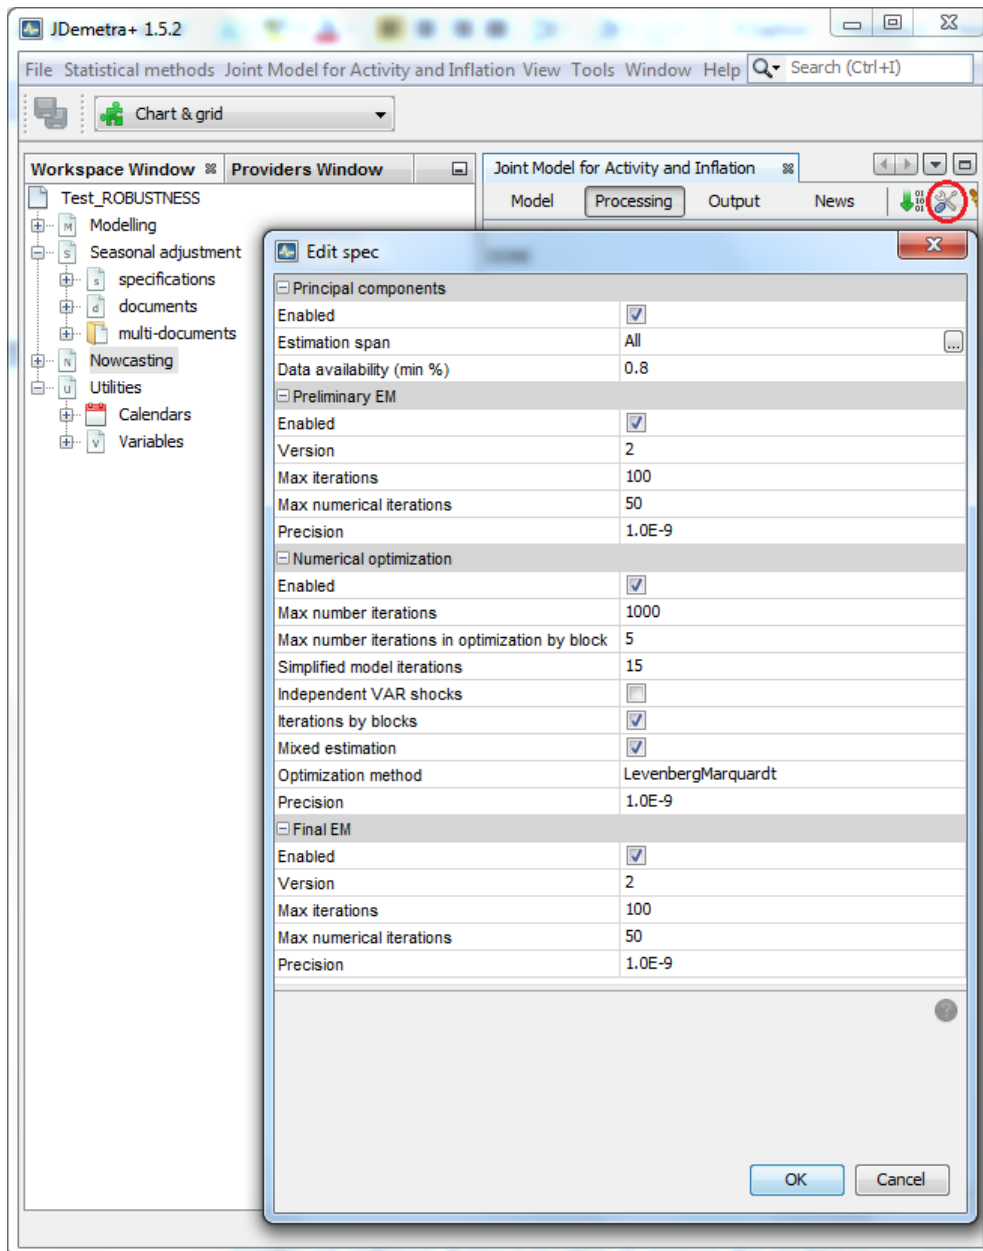 JDemetra+ 1.5.2
File Statistical methods Joint Model for Activity and Inflation View Tools Window Help Search (Ctrl+I)
Chart & grid
Workspace Window Providers Window
Joint Model for Activity and Inflation
Test_ROBUSTNESS
Model Processing Output News
Modelling
Seasonal adjustment
specifications
documents
multi-documents
Nowcasting
Utilities
Calendars
Variables
Edit spec
Principal components
Enabled
Estimation span All ...
Data availability (min %) 0.8
Preliminary EM
Enabled
Version 2
Max iterations 100
Max numerical iterations 50
Precision 1.0E-9
Numerical optimization
Enabled
Max number iterations 1000
Max number iterations in optimization by block 5
Simplified model iterations 15
Independent VAR shocks
Iterations by blocks
Mixed estimation
Optimization method LevenbergMarquardt
Precision 1.0E-9
Final EM
Enabled
Version 2
Max iterations 100
Max numerical iterations 50
Precision 1.0E-9
OK Cancel